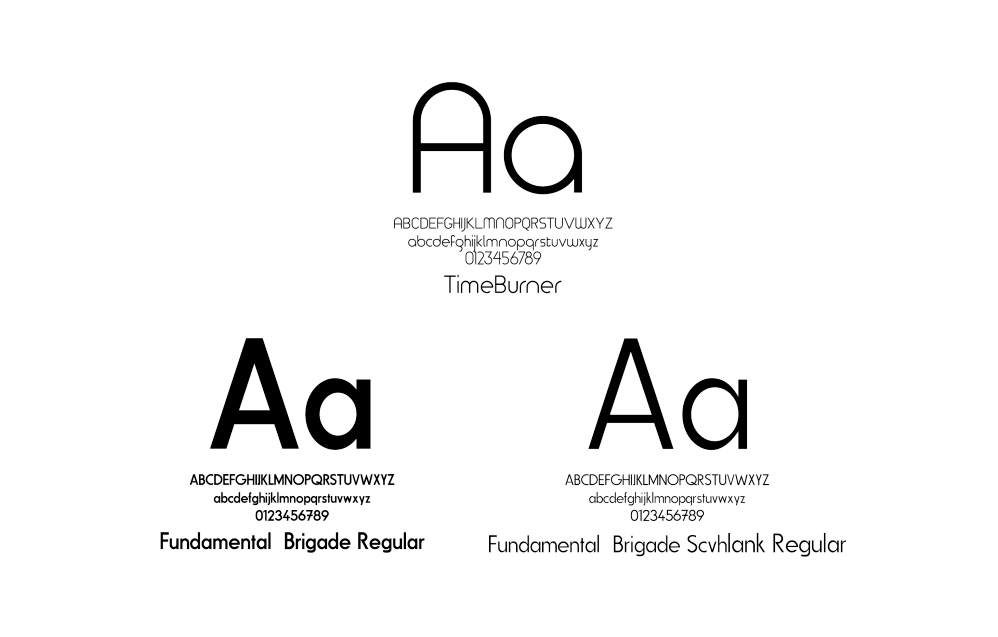 Aa
ABCDEFGHIJKLMNOPQRSTUVWXYZ
abcdefghijklmnopqrstuvwxyz
0123456789
TimeBurner
Aa
ABCDEFGHIJKLMNOPQRSTUVWXYZ
abcdefghijklmnopqrstuvwxyz
0123456789
Fundamental Brigade Regular
Aa
ABCDEFGHIJKLMNOPQRSTUVWXYZ
abcdefghijklmnopqrstuvwxyz
0123456789
Fundamental Brigade Scvhlank Regular